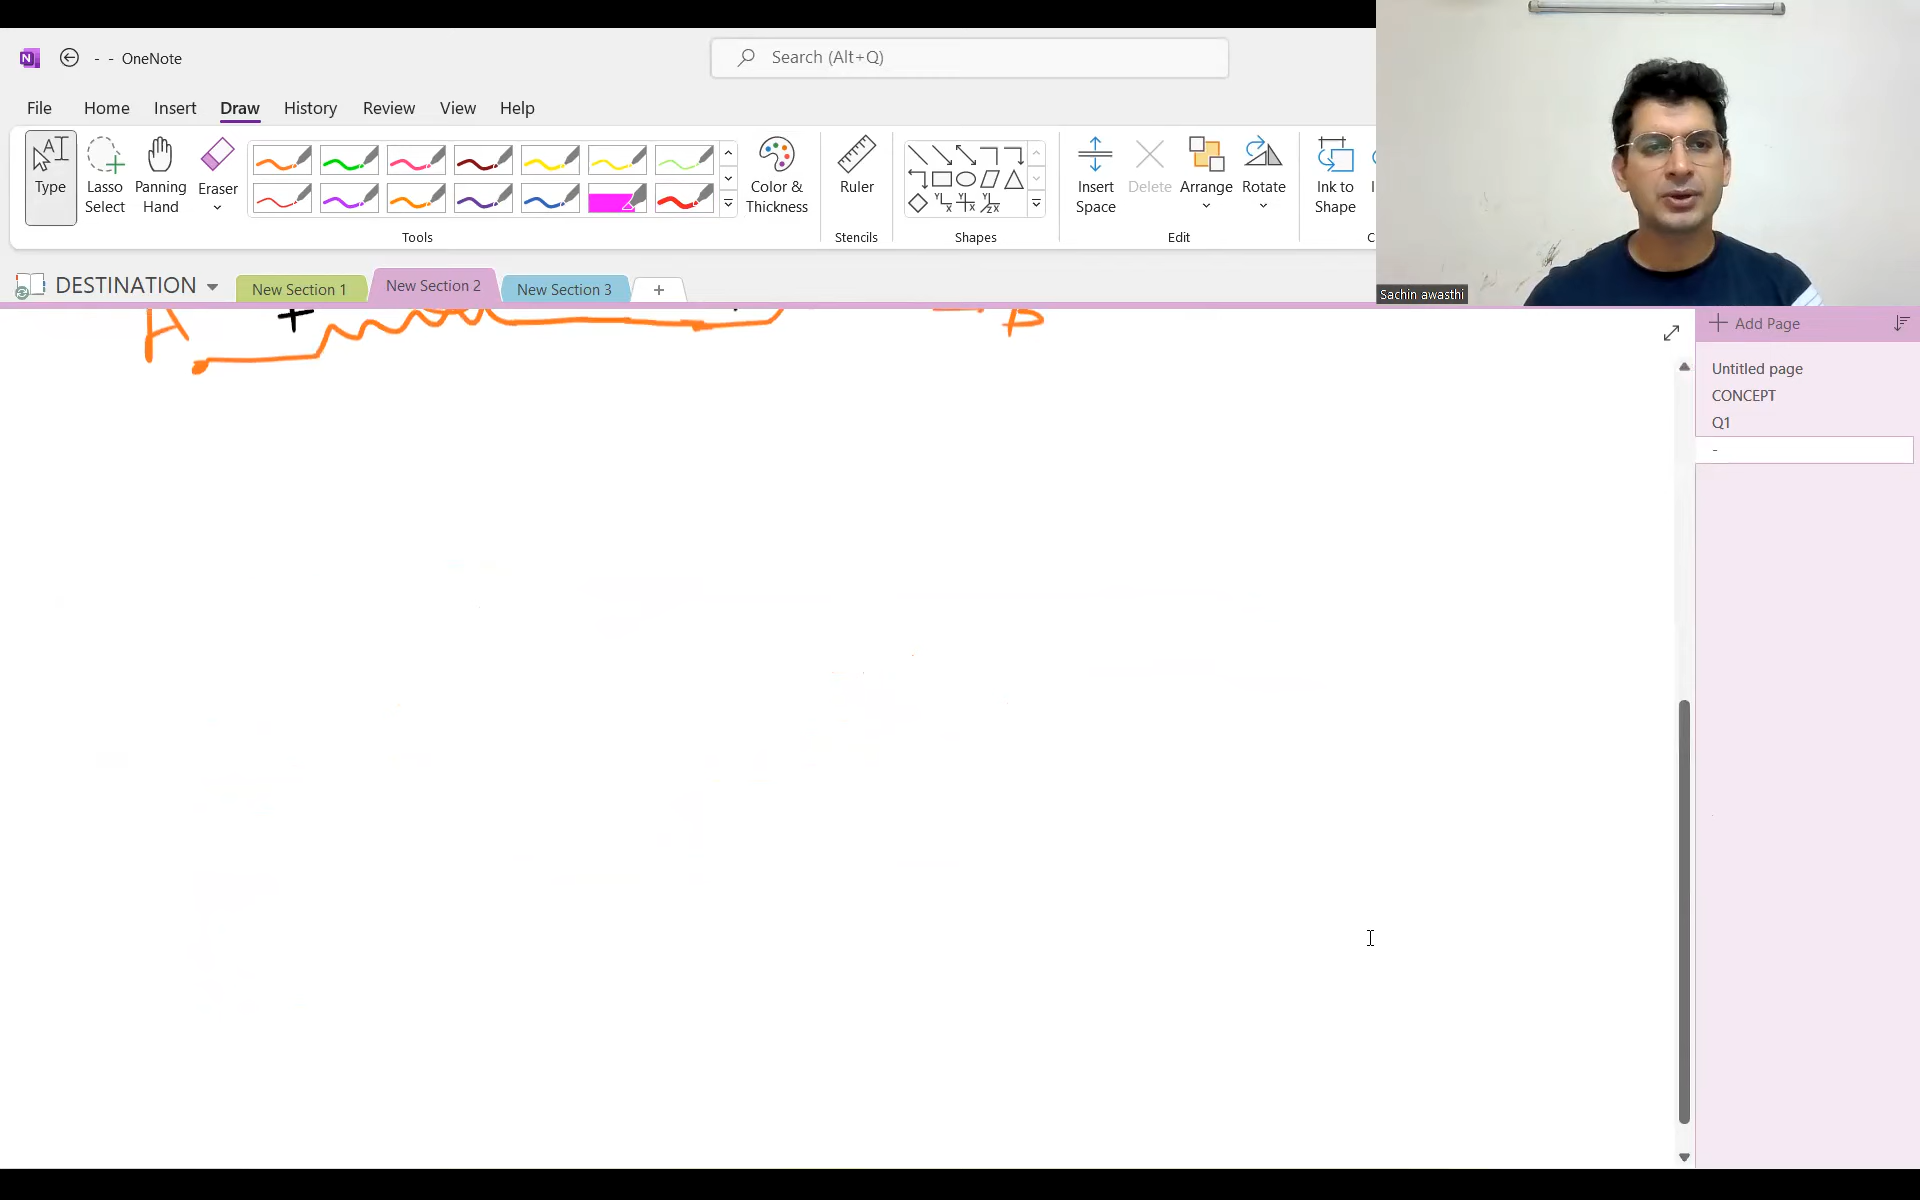 - - OneNote
Search (Alt+Q)
File Home Insert Draw History Review View Help
Type
Lasso Select
Panning Hand
Eraser
Color & Thickness
Ruler
Insert Space
Delete
Arrange
Rotate
Ink to Shape
Tools
Stencils
Shapes
Edit
Sachin awasthi
DESTINATION
New Section 1
New Section 2
New Section 3
+
A
+
B
Add Page
Untitled page
CONCEPT
Q1
-